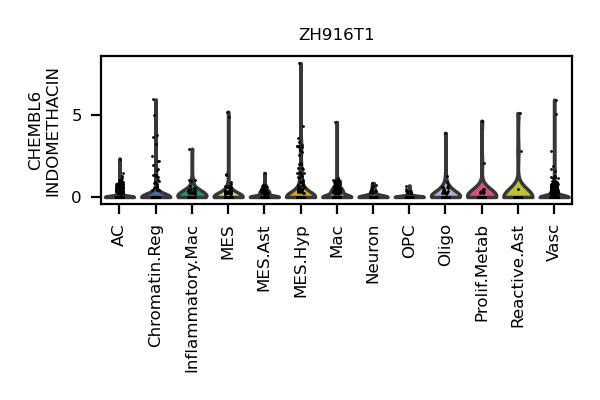 ZH916T1
CHEMBL6
INDOMETHACIN
5
0
AC
Chromatin.Reg
Inflammatory.Mac
MES
MES.Ast
MES.Hyp
Mac
Neuron
OPC
Oligo
Prolif.Metab
Reactive.Ast
Vasc